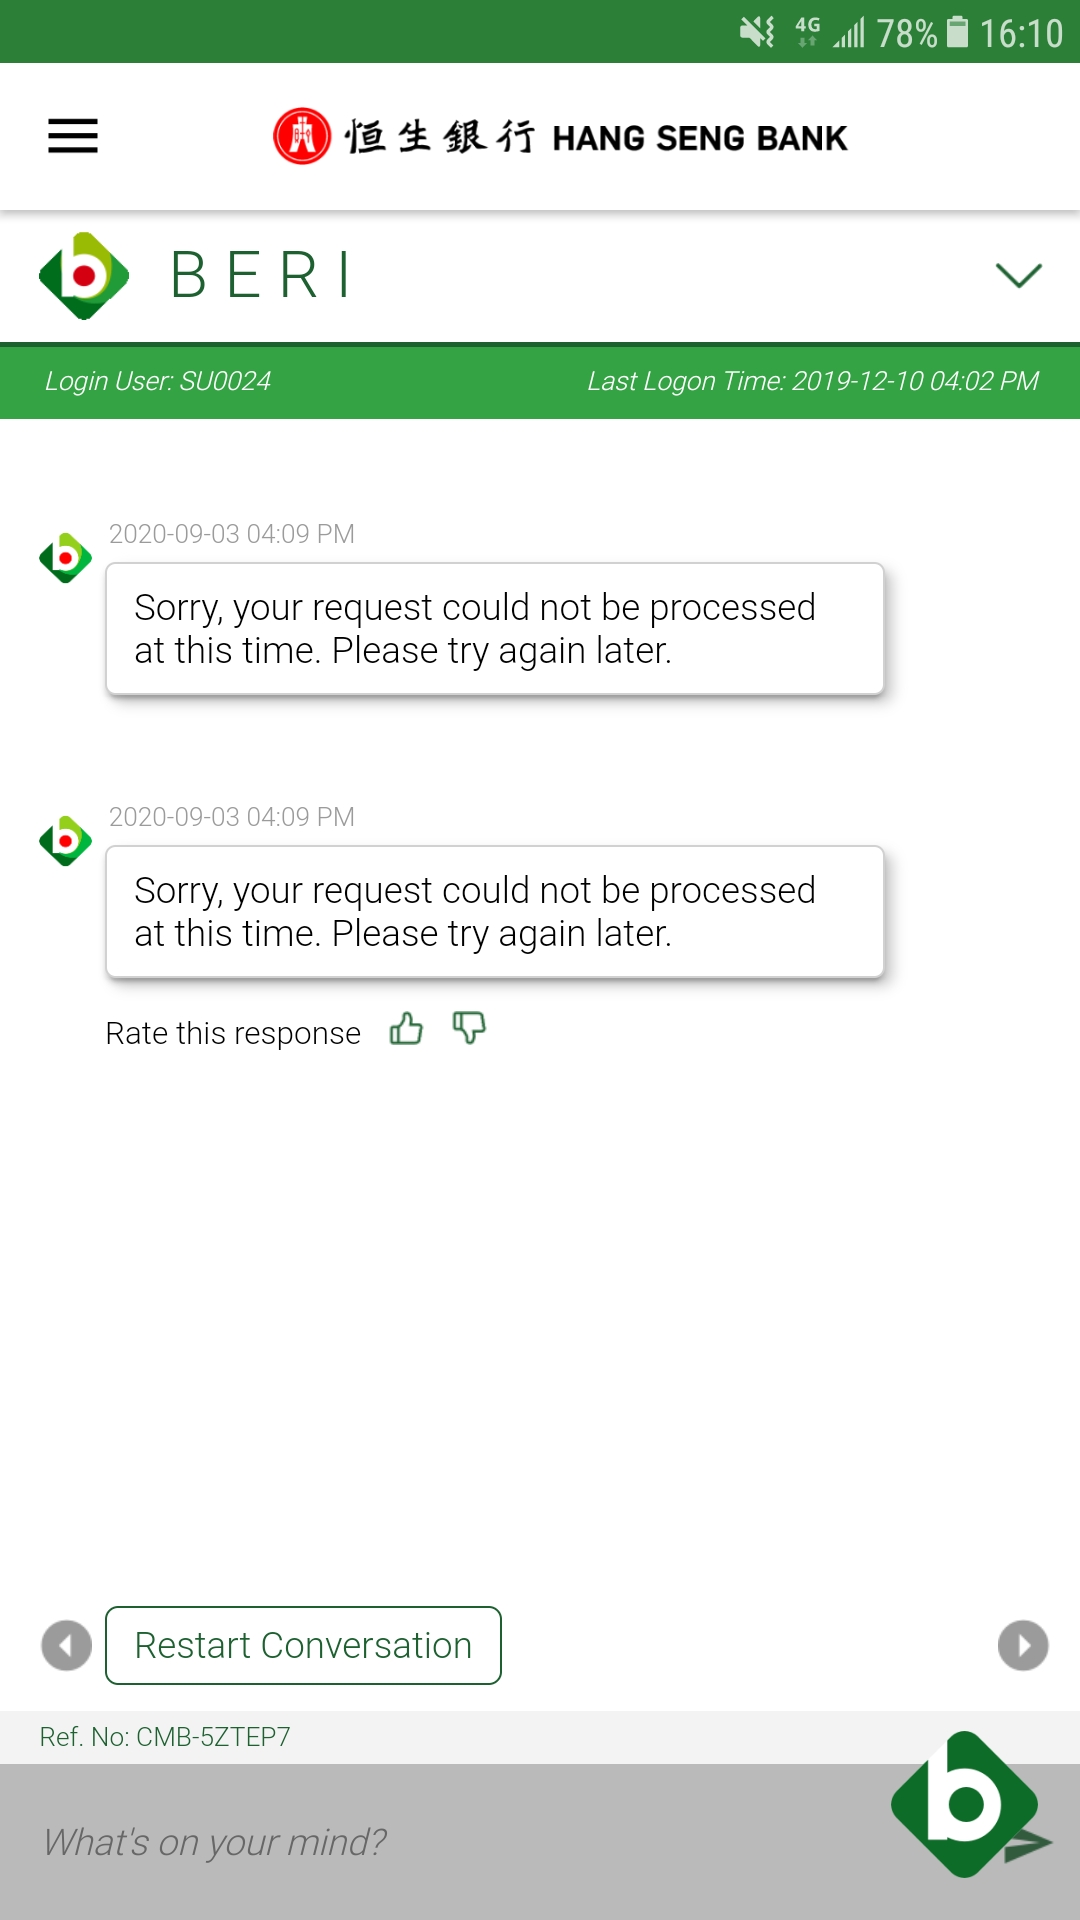 4G 78% 16:10
恒生銀行 HANG SENG BANK
b BERI
Login User: SU0024 Last Logon Time: 2019-12-10 04:02 PM
2020-09-03 04:09 PM
b
Sorry, your request could not be processed
at this time. Please try again later.
2020-09-03 04:09 PM
b
Sorry, your request could not be processed
at this time. Please try again later.
Rate this response
Restart Conversation
Ref. No: CMB-5ZTEP7
b
What's on your mind?